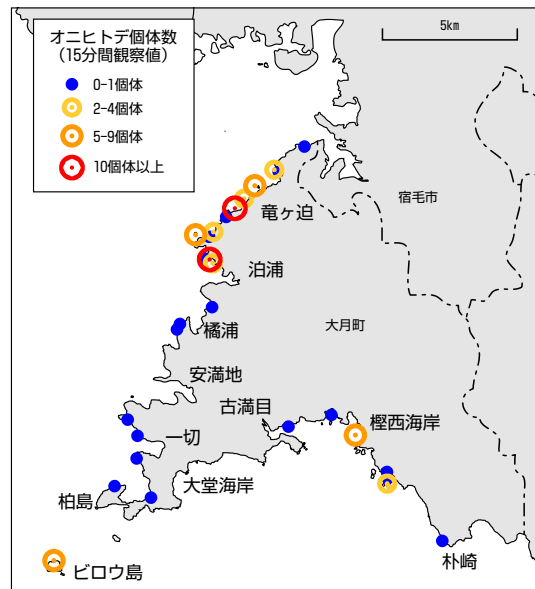 オニヒトデ個体数
(15分間観察値)
0-1個体
2-4個体
5-9個体
10個体以上
5km
宿毛市
竜ヶ迫
泊浦
大月町
橘浦
安満地
古満目
樫西海岸
一切
大堂海岸
柏島
朴崎
ビロウ島